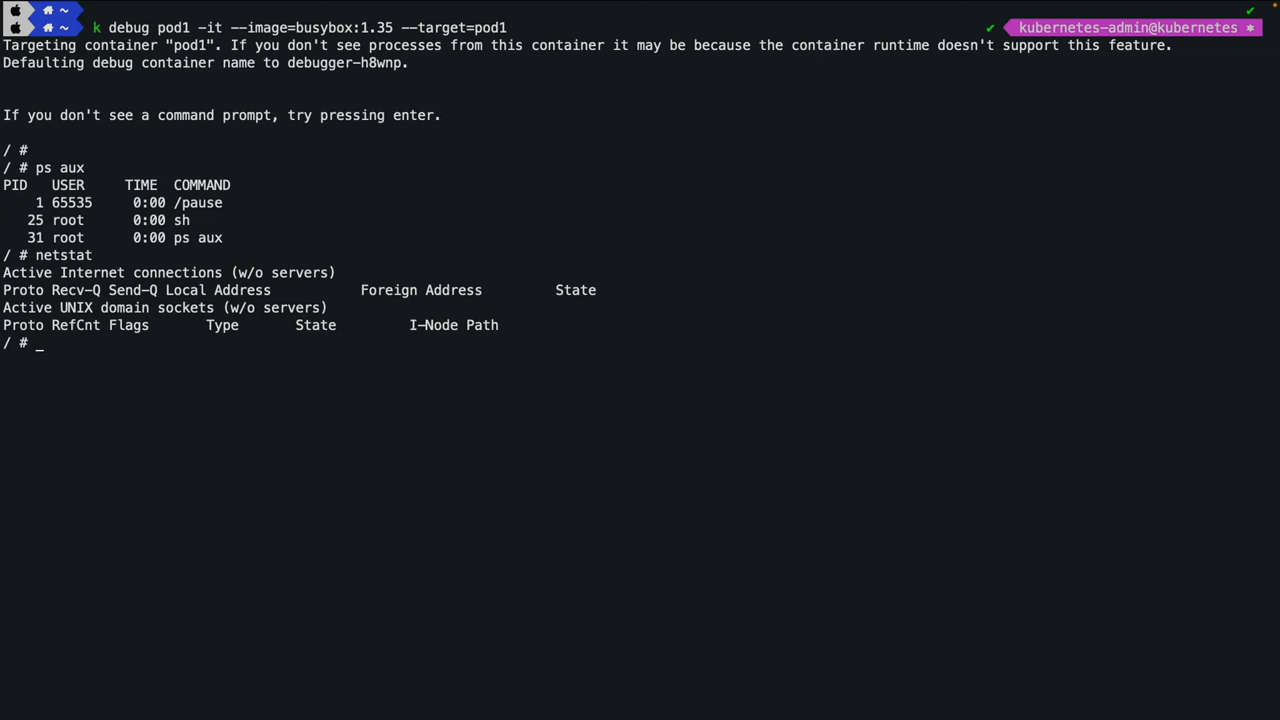 ~
~ k debug pod1 -it --image=busybox:1.35 --target=pod1 kubernetes-admin@kubernetes
Targeting container "pod1". If you don't see processes from this container it may be because the container runtime doesn't support this feature.
Defaulting debug container name to debugger-h8wnp.
If you don't see a command prompt, try pressing enter.
/ #
/ # ps aux
PID   USER     TIME  COMMAND
    1 65535     0:00 /pause
   25 root      0:00 sh
   31 root      0:00 ps aux
/ # netstat
Active Internet connections (w/o servers)
Proto Recv-Q Send-Q Local Address           Foreign Address         State
Active UNIX domain sockets (w/o servers)
Proto RefCnt Flags       Type       State         I-Node Path
/ # _